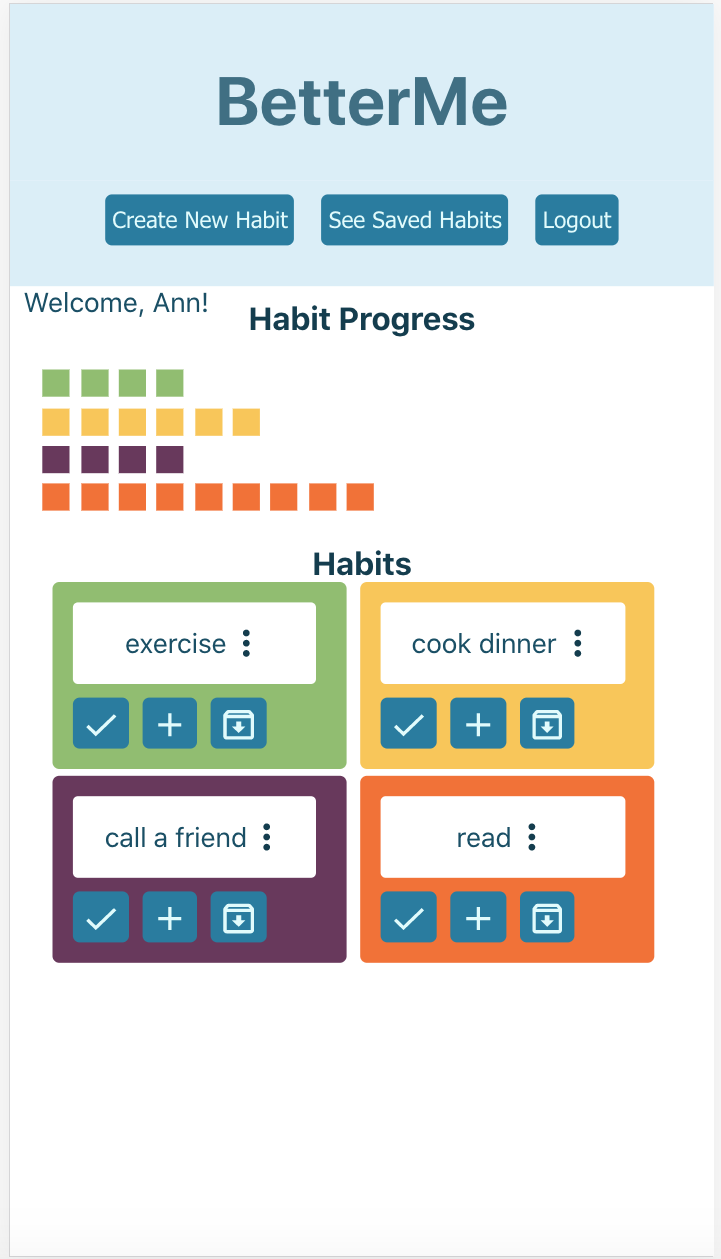 BetterMe
Create New Habit See Saved Habits Logout
Welcome, Ann!
Habit Progress
Habits
exercise
cook dinner
call a friend
read